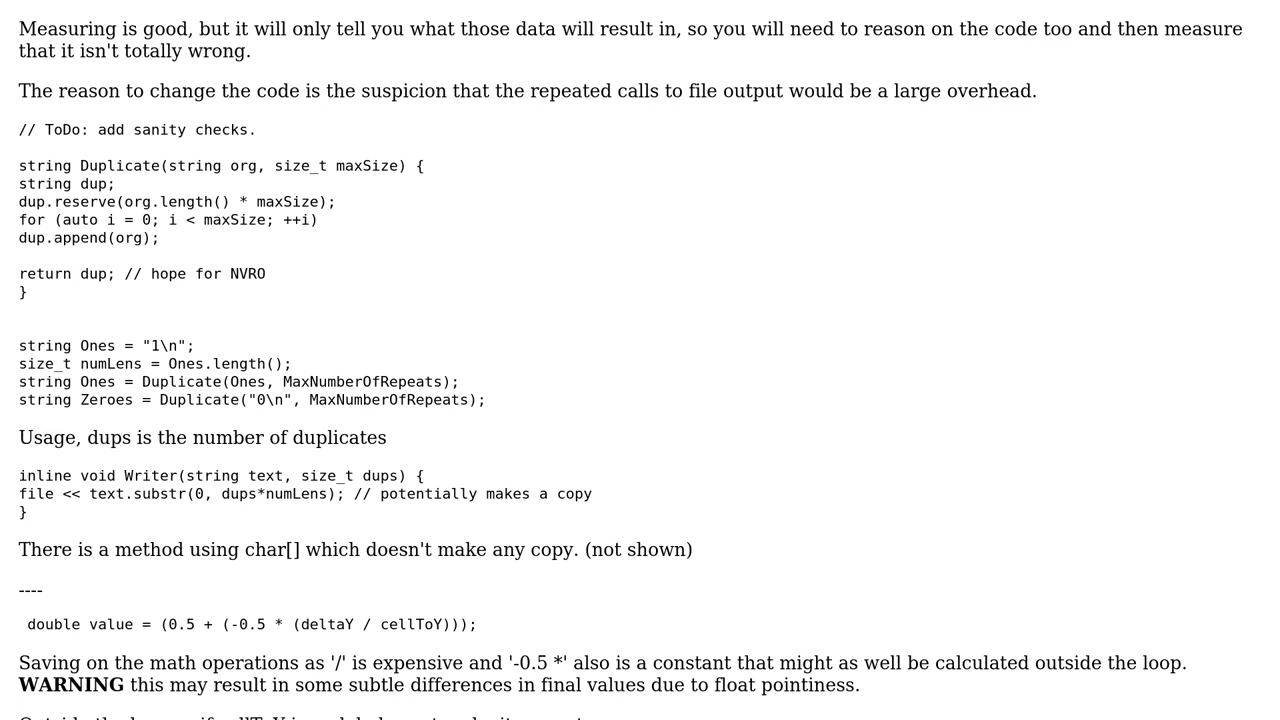 Measuring is good, but it will only tell you what those data will result in, so you will need to reason on the code too and then measure
that it isn't totally wrong.
The reason to change the code is the suspicion that the repeated calls to file output would be a large overhead.
// ToDo: add sanity checks.
string Duplicate(string org, size_t maxSize) {
string dup;
dup.reserve(org.length() * maxSize);
for (auto i = 0; i < maxSize; ++i)
dup.append(org);
return dup; // hope for NVRO
}
string Ones = "1\n";
size_t numLens = Ones.length();
string Ones = Duplicate(Ones, MaxNumberOfRepeats);
string Zeroes = Duplicate("0\n", MaxNumberOfRepeats);
Usage, dups is the number of duplicates
inline void Writer(string text, size_t dups) {
file << text.substr(0, dups*numLens); // potentially makes a copy
}
There is a method using char[] which doesn't make any copy. (not shown)
----
double value = (0.5 + (-0.5 * (deltaY / cellToY)));
Saving on the math operations as '/' is expensive and '-0.5 *' also is a constant that might as well be calculated outside the loop.
WARNING this may result in some subtle differences in final values due to float pointiness.